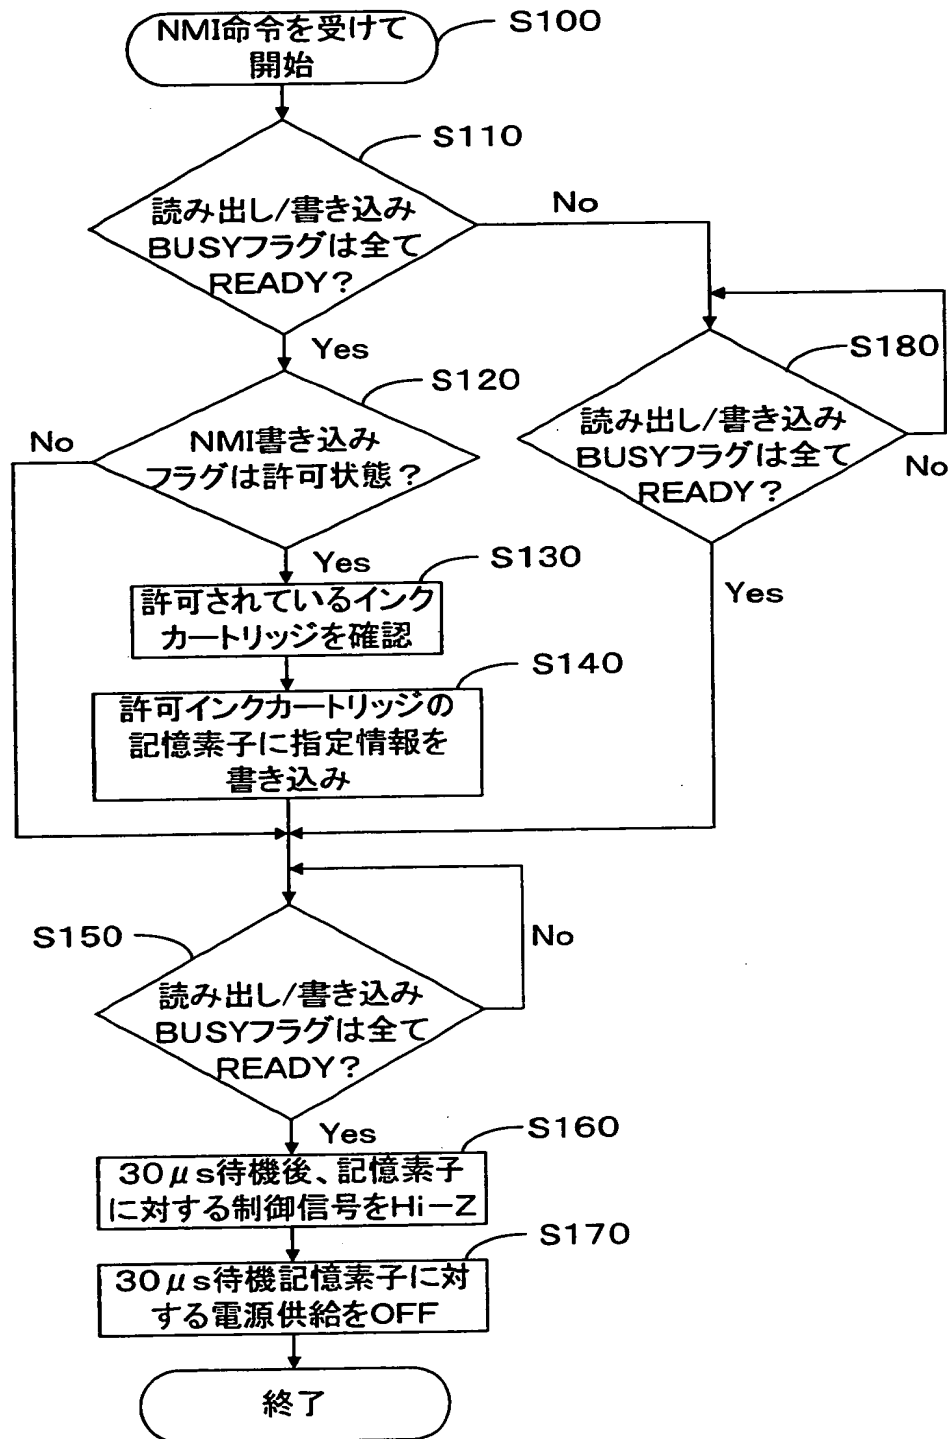 NMI命令を受けて
開始
S100
S110
読み出し/書き込み
BUSYフラグは全て
READY?
No
Yes
S120
NMI書き込み
フラグは許可状態?
No
Yes
S180
読み出し/書き込み
BUSYフラグは全て
READY?
No
Yes
S130
許可されているインク
カートリッジを確認
S140
許可インクカートリッジの
記憶素子に指定情報を
書き込み
S150
読み出し/書き込み
BUSYフラグは全て
READY?
No
Yes
S160
30μs待機後、記憶素子
に対する制御信号をHi-Z
S170
30μs待機記憶素子に対
する電源供給をOFF
終了